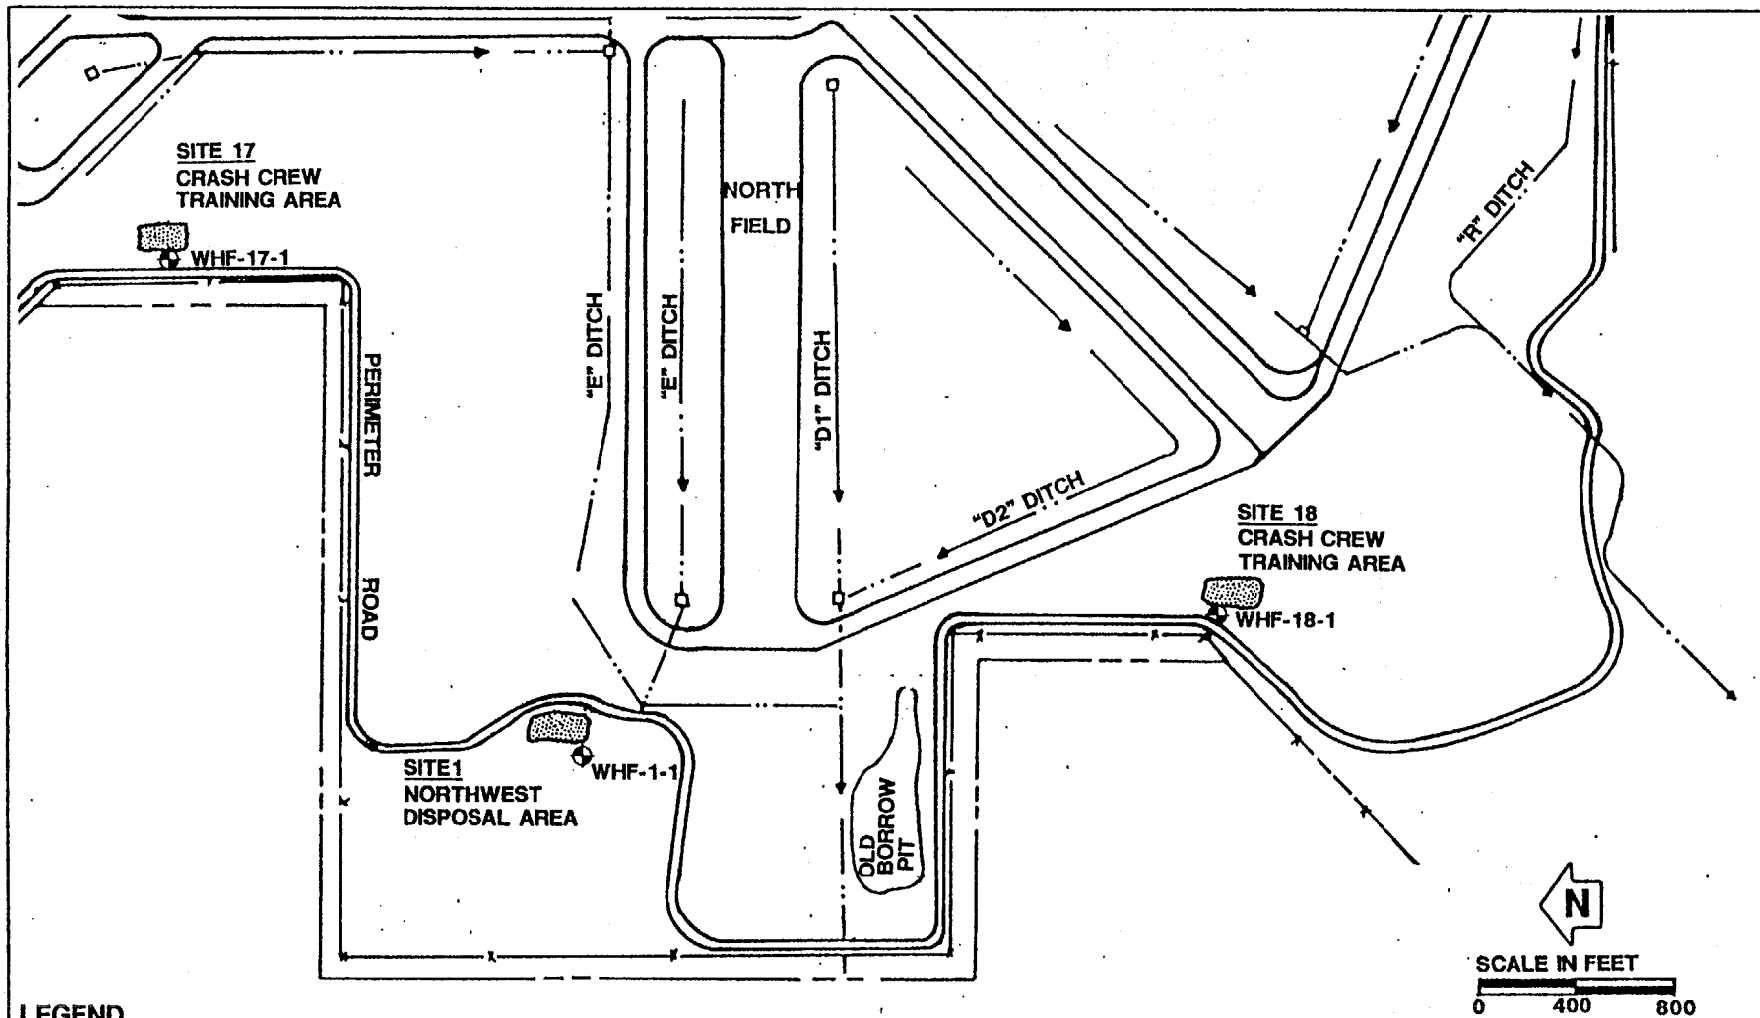 SITE 17
CRASH CREW
TRAINING AREA
WHF-17-1
NORTH
FIELD
"R" DITCH
"E" DITCH
"E" DITCH
"D1" DITCH
"D2" DITCH
PERIMETER
ROAD
SITE 18
CRASH CREW
TRAINING AREA
WHF-18-1
SITE1
NORTHWEST
DISPOSAL AREA
WHF-1-1
OLD
BORROW
PIT
N
SCALE IN FEET
0 400 800
LEGEND